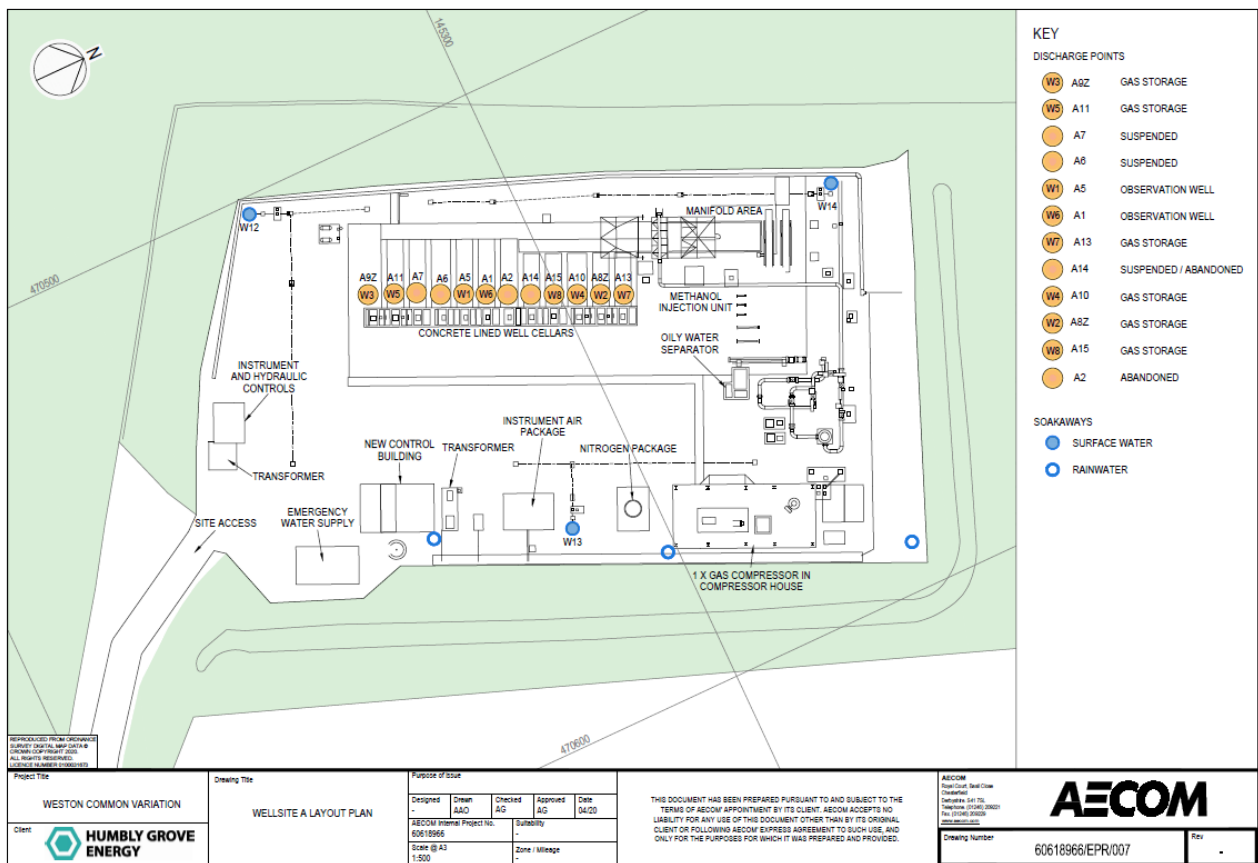 N
145300
470500
470600
W12
W14
MANIFOLD AREA
A9Z A11 A7 A6 A5 A1 A2 A14 A15 A10 A8Z A13
W3 W5 W1 W6 W8 W4 W2 W7
CONCRETE LINED WELL CELLARS
METHANOL
INJECTION UNIT
OILY WATER
SEPARATOR
INSTRUMENT
AND HYDRAULIC
CONTROLS
TRANSFORMER
NEW CONTROL
BUILDING
TRANSFORMER
INSTRUMENT AIR
PACKAGE
NITROGEN PACKAGE
SITE ACCESS
EMERGENCY
WATER SUPPLY
W13
1 X GAS COMPRESSOR IN
COMPRESSOR HOUSE
KEY
DISCHARGE POINTS
W3 A9Z GAS STORAGE
W5 A11 GAS STORAGE
A7 SUSPENDED
A6 SUSPENDED
W1 A5 OBSERVATION WELL
W6 A1 OBSERVATION WELL
W7 A13 GAS STORAGE
A14 SUSPENDED / ABANDONED
W4 A10 GAS STORAGE
W2 A8Z GAS STORAGE
W8 A15 GAS STORAGE
A2 ABANDONED
SOAKAWAYS
SURFACE WATER
RAINWATER
REPRODUCED FROM ORDNANCE
SURVEY DIGITAL MAP DATA ©
CROWN COPYRIGHT 2020.
ALL RIGHTS RESERVED.
LICENCE NUMBER
Project Title
WESTON COMMON VARIATION
Client
HUMBLY GROVE
ENERGY
Drawing Title
WELLSITE A LAYOUT PLAN
Purpose of Issue
-
Designed Drawn Checked Approved Date
- AAO AG AG 04/20
AECOM Internal Project No. Suitability
60618966 -
Scale @ A3 Zone / Mileage
1:500 -
THIS DOCUMENT HAS BEEN PREPARED PURSUANT TO AND SUBJECT TO THE
TERMS OF AECOM' APPOINTMENT BY ITS CLIENT. AECOM ACCEPTS NO
LIABILITY FOR ANY USE OF THIS DOCUMENT OTHER THAN BY ITS ORIGINAL
CLIENT OR FOLLOWING AECOM' EXPRESS AGREEMENT TO SUCH USE, AND
ONLY FOR THE PURPOSES FOR WHICH IT WAS PREPARED AND PROVIDED.
AECOM
Royal Court, Basil Close
Chesterfield
Derbyshire, S41 7SL
Telephone (01246)
Fax (01246)
www.aecom.com
AECOM
Drawing Number
60618966/EPR/007
Rev
-